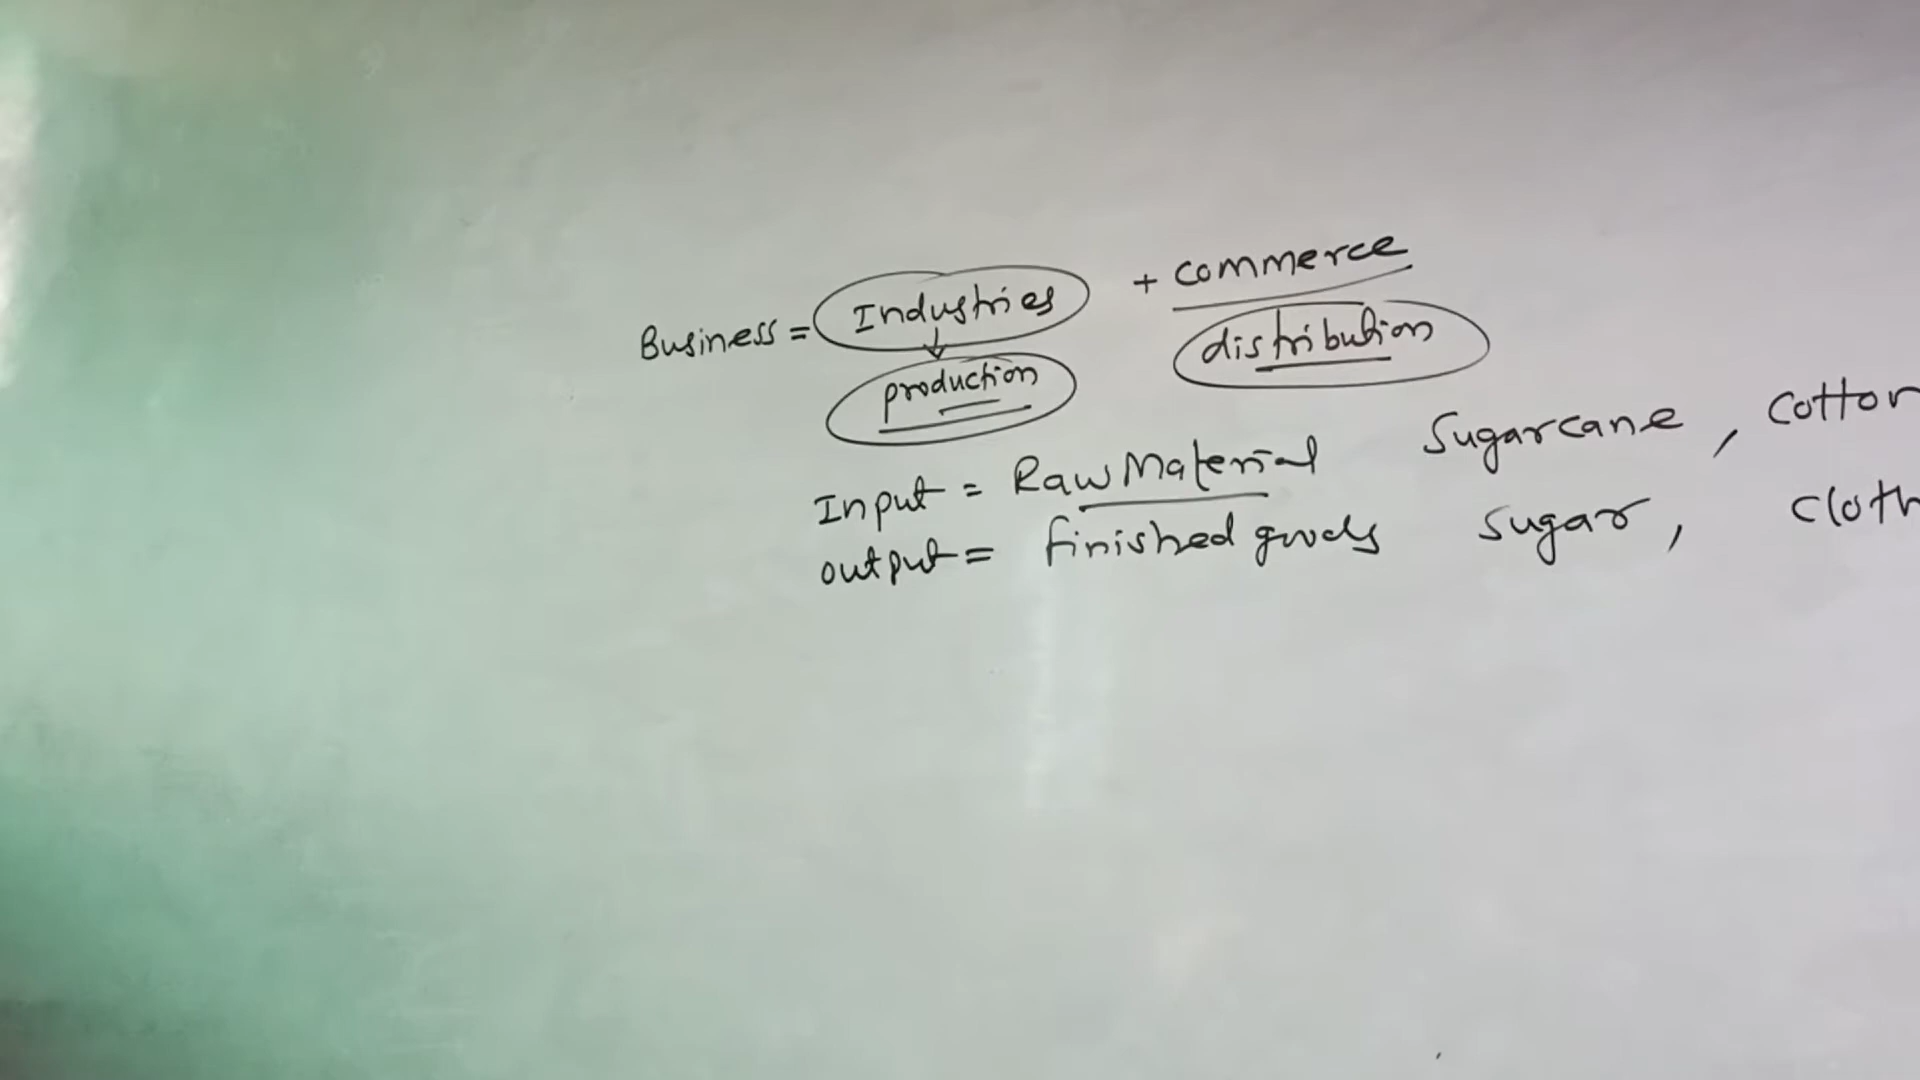 Business = Industries + commerce
production distribution
Input = Raw Material Sugarcane, cotton
output = finished goods sugar, cloth